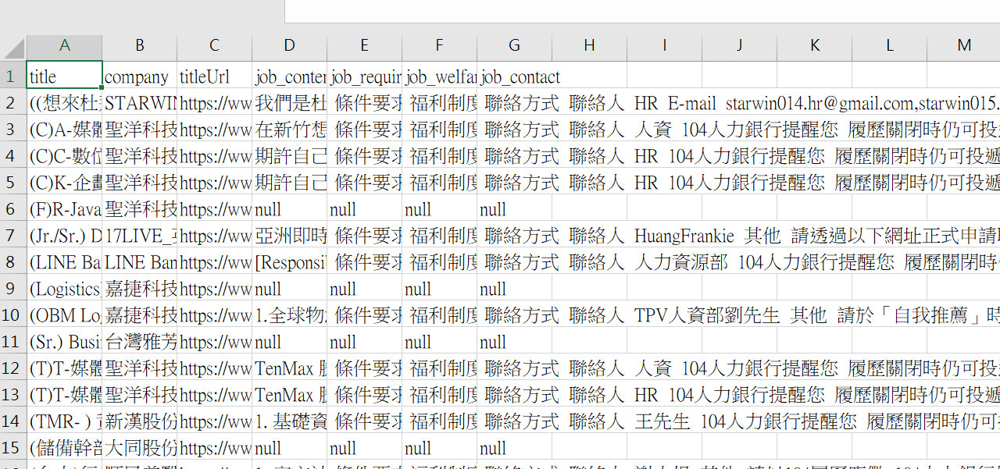 A B C D E F G H I J K L M
1 title company titleUrl job_conten job_requir job_welfa job_contact
2 ((想來杜 STARWIN https://ww 我們是杜 條件要求 福利制度 聯絡方式 聯絡人 HR E-mail starwin014.hr@gmail.com,starwin015.
3 (C)A-媒體 聖洋科技 https://ww 在新竹想 條件要求 福利制度 聯絡方式 聯絡人 人資 104人力銀行提醒您 履歷關閉時仍可投
4 (C)C-數位 聖洋科技 https://ww 期許自己 條件要求 福利制度 聯絡方式 聯絡人 HR 104人力銀行提醒您 履歷關閉時仍可投遞
5 (C)K-企劃 聖洋科技 https://ww 期許自己 條件要求 福利制度 聯絡方式 聯絡人 HR 104人力銀行提醒您 履歷關閉時仍可投遞
6 (F)R-Java 聖洋科技 https://ww null null null null
7 (Jr./Sr.) D 17LIVE_ https://ww 亞洲即時 條件要求 福利制度 聯絡方式 聯絡人 HuangFrankie 其他 請透過以下網址正式申請
8 (LINE Ba LINE Ban https://ww [Responsi 條件要求 福利制度 聯絡方式 聯絡人 人力資源部 104人力銀行提醒您 履歷關閉時仍
9 (Logistics) 嘉捷科技 https://ww null null null null
10 (OBM Lo 嘉捷科技 https://ww 1.全球物 條件要求 福利制度 聯絡方式 聯絡人 TPV人資部劉先生 其他 請於「自我推薦」時
11 (Sr.) Busi 台灣雅芳 https://ww null null null null
12 (T)T-媒體 聖洋科技 https://ww TenMax 條件要求 福利制度 聯絡方式 聯絡人 人資 104人力銀行提醒您 履歷關閉時仍可投
13 (T)T-媒體 聖洋科技 https://ww TenMax 條件要求 福利制度 聯絡方式 聯絡人 HR 104人力銀行提醒您 履歷關閉時仍可投遞
14 (TMR- ) 新漢股份 https://ww 1. 基礎資 條件要求 福利制度 聯絡方式 聯絡人 王先生 104人力銀行提醒您 履歷關閉時仍可
15 (儲備幹部 大同股份 https://ww null null null null